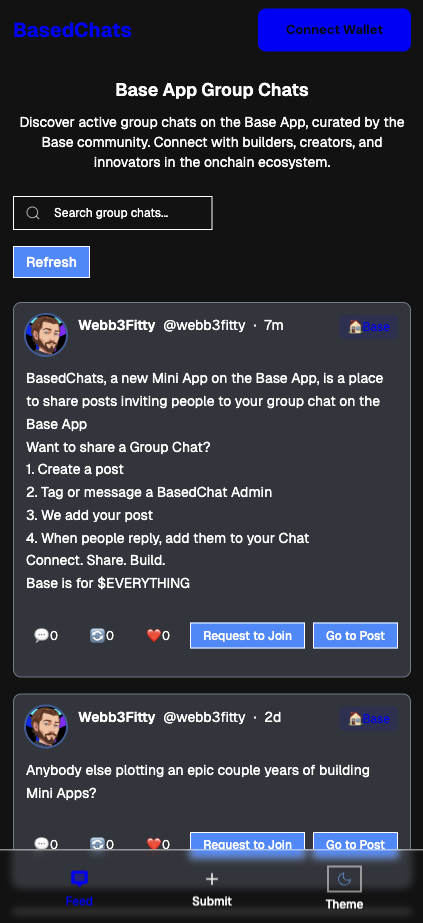 BasedChats
Connect Wallet
Base App Group Chats
Discover active group chats on the Base App, curated by the
Base community. Connect with builders, creators, and
innovators in the onchain ecosystem.
Search group chats...
Refresh
Webb3Fitty @webb3fitty · 7m
🏠Base
BasedChats, a new Mini App on the Base App, is a place
to share posts inviting people to your group chat on the
Base App
Want to share a Group Chat?
1. Create a post
2. Tag or message a BasedChat Admin
3. We add your post
4. When people reply, add them to your Chat
Connect. Share. Build.
Base is for $EVERYTHING
💬0 🔄0 ❤️0 Request to Join Go to Post
Webb3Fitty @webb3fitty · 2d
🏠Base
Anybody else plotting an epic couple years of building
Mini Apps?
💬0 🔄0 ❤️0 Request to Join Go to Post
Feed Submit Theme